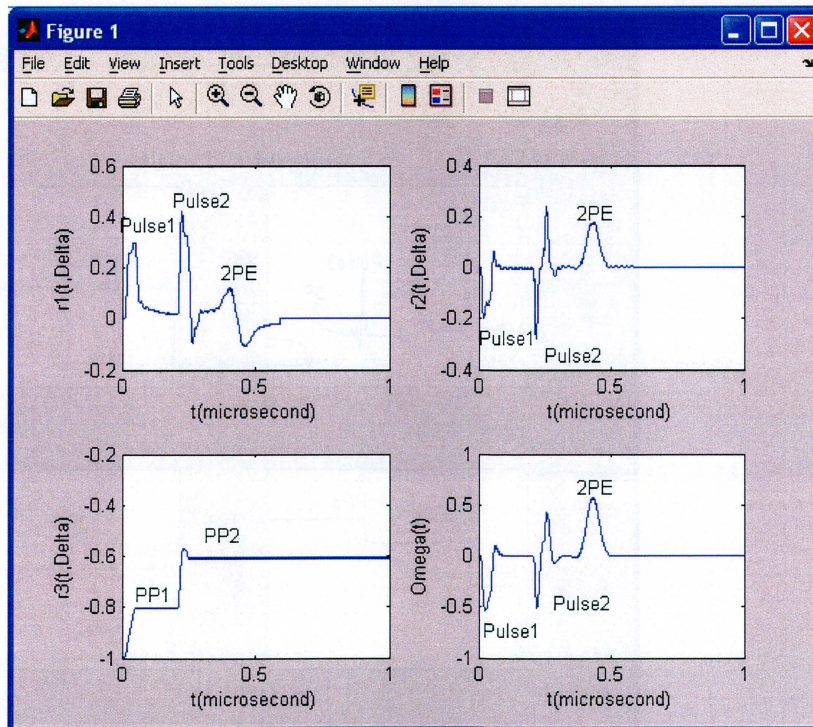 Figure 1
File Edit View Insert Tools Desktop Window Help
0.6
0.4
0.2
0
-0.2
r1(t,Delta)
Pulse1
Pulse2
2PE
0 0.5 1
t(microsecond)
0.4
0.2
0
-0.2
-0.4
r2(t,Delta)
2PE
Pulse1
Pulse2
0 0.5 1
t(microsecond)
-0.2
-0.4
-0.6
-0.8
-1
r3(t,Delta)
PP1
PP2
0 0.5 1
t(microsecond)
1
0.5
0
-0.5
-1
Omega(t)
2PE
Pulse2
Pulse1
0 0.5 1
t(microsecond)